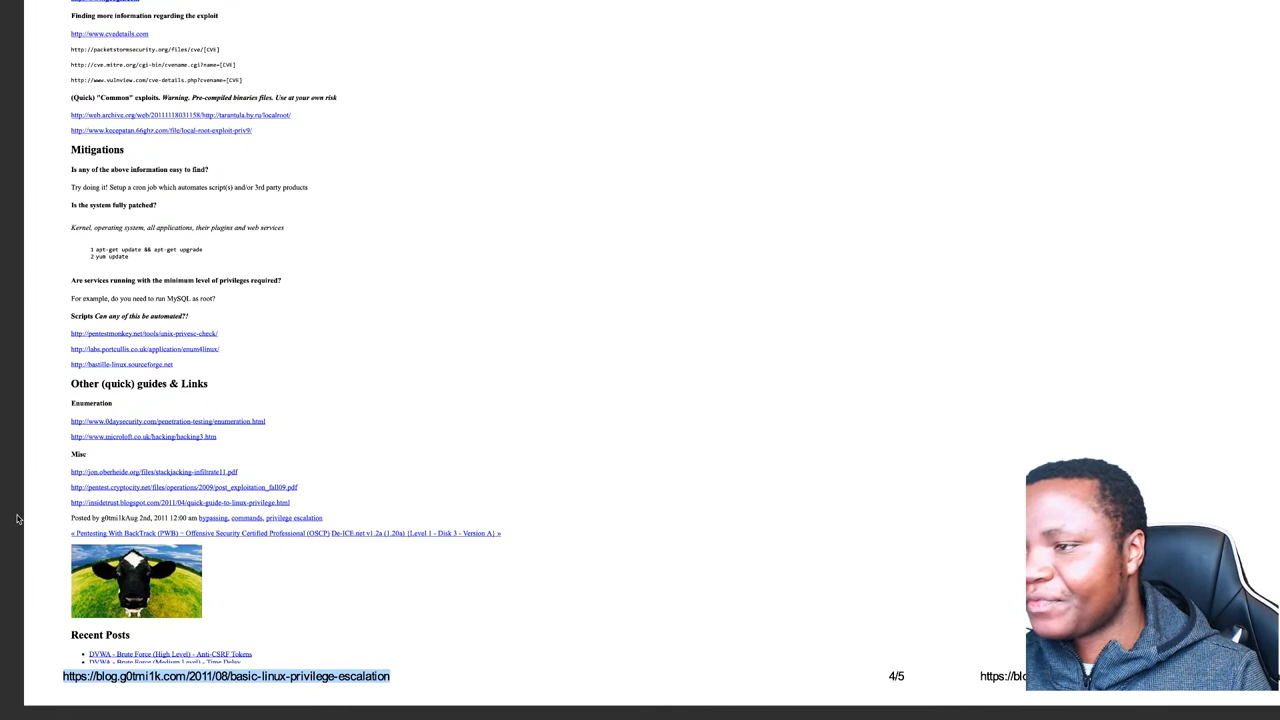 Finding more information regarding the exploit
http://www.cvedetails.com
http://packetstormsecurity.org/files/cve/[CVE]
http://cve.mitre.org/cgi-bin/cvename.cgi?name=[CVE]
http://www.vulnview.com/cve-details.php?cvename=[CVE]
(Quick) "Common" exploits. Warning. Pre-compiled binaries files. Use at your own risk
http://web.archive.org/web/20111118031158/http://tarantula.by.ru/localroot/
http://www.kecepatan.66ghz.com/file/local-root-exploit-priv9/
Mitigations
Is any of the above information easy to find?
Try doing it! Setup a cron job which automates script(s) and/or 3rd party products
Is the system fully patched?
Kernel, operating system, all applications, their plugins and web services
1 apt-get update && apt-get upgrade
2 yum update
Are services running with the minimum level of privileges required?
For example, do you need to run MySQL as root?
Scripts Can any of this be automated?!
http://pentestmonkey.net/tools/unix-privesc-check/
http://labs.portcullis.co.uk/application/enum4linux/
http://bastille-linux.sourceforge.net
Other (quick) guides & Links
Enumeration
http://www.0daysecurity.com/penetration-testing/enumeration.html
http://www.microloft.co.uk/hacking/hacking3.htm
Misc
http://jon.oberheide.org/files/stackjacking-infiltrate11.pdf
http://pentest.cryptocity.net/files/operations/2009/post_exploitation_fall09.pdf
http://insidetrust.blogspot.com/2011/04/quick-guide-to-linux-privilege.html
Posted by g0tmi1kAug 2nd, 2011 12:00 am bypassing, commands, privilege escalation
« Pentesting With BackTrack (PWB) – Offensive Security Certified Professional (OSCP) De-ICE.net v1.2a (1.20a) {Level 1 - Disk 3 - Version A} »
Recent Posts
• DVWA - Brute Force (High Level) - Anti-CSRF Tokens
• DVWA - Brute Force (Medium Level) - Time Delay
https://blog.g0tmi1k.com/2011/08/basic-linux-privilege-escalation 4/5 https://blo